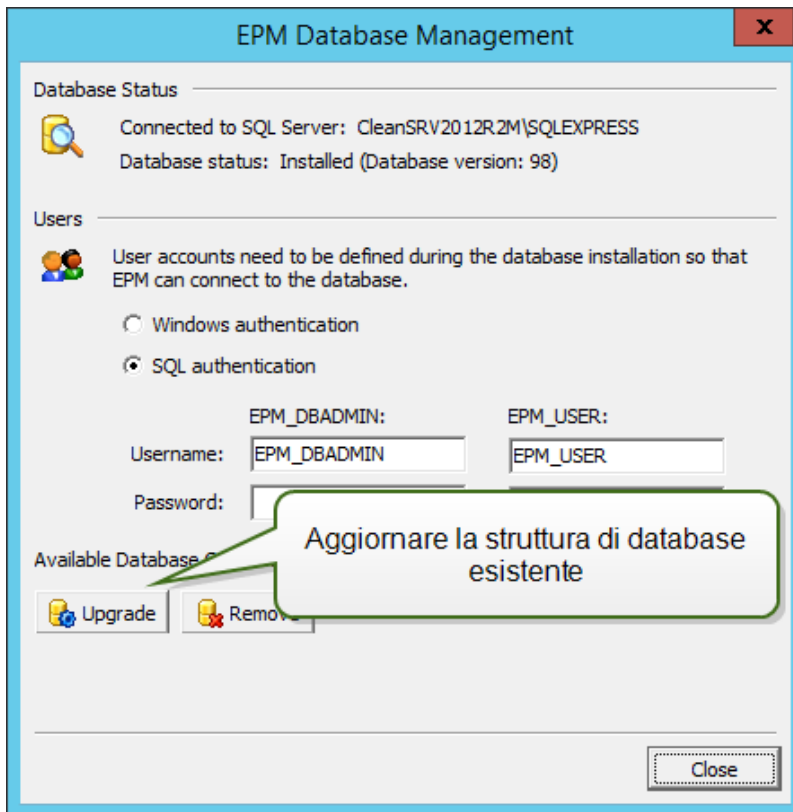 EPM Database Management
Database Status
Connected to SQL Server: CleanSRV2012R2M\SQLEXPRESS
Database status: Installed (Database version: 98)
Users
User accounts need to be defined during the database installation so that
EPM can connect to the database.
Windows authentication
SQL authentication
EPM_DBADMIN: EPM_USER:
Username: EPM_DBADMIN EPM_USER
Password:
Aggiornare la struttura di database
esistente
Available Database
Upgrade Remove
Close